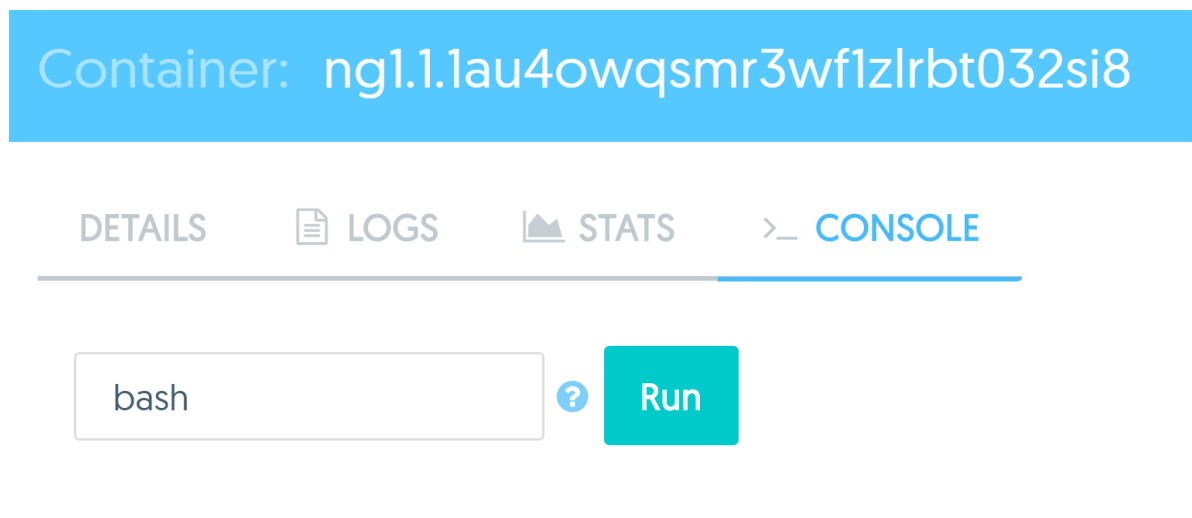 Container: ng1.1.1au4owqsmr3wf1zlrbt032si8
DETAILS LOGS STATS >_ CONSOLE
bash ? Run